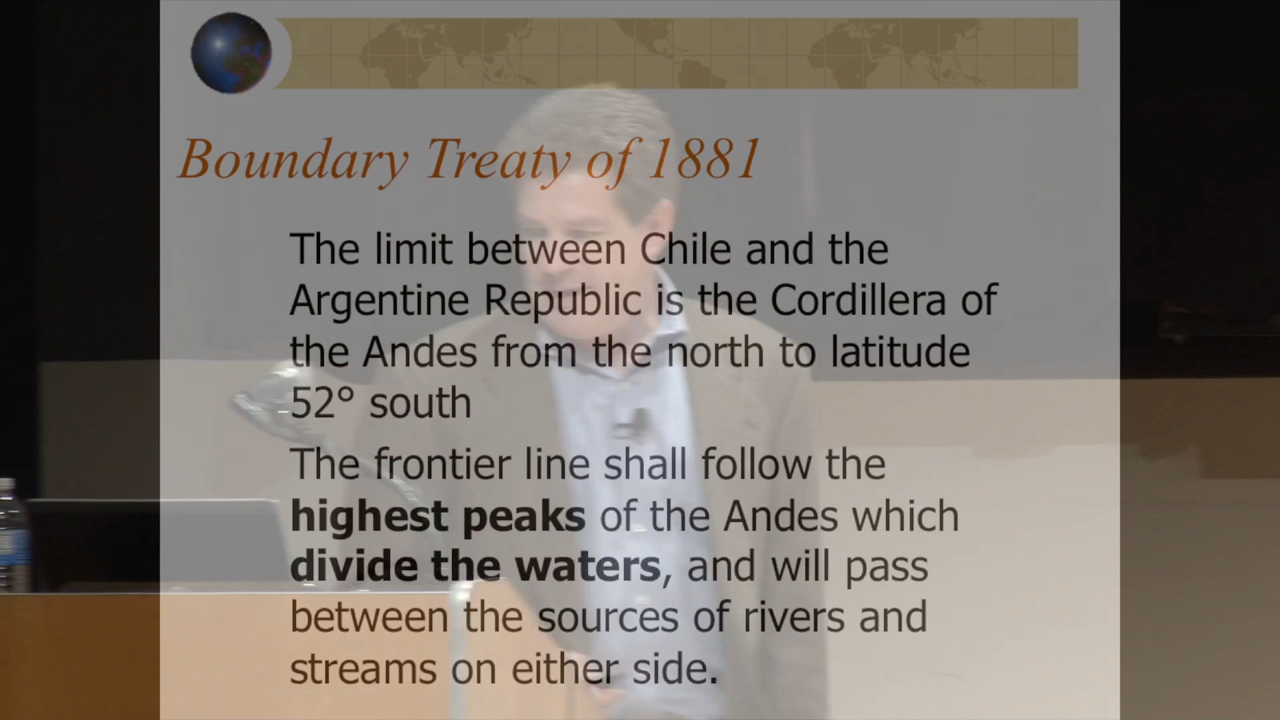 Boundary Treaty of 1881
The limit between Chile and the
Argentine Republic is the Cordillera of
the Andes from the north to latitude
52° south
The frontier line shall follow the
highest peaks of the Andes which
divide the waters, and will pass
between the sources of rivers and
streams on either side.